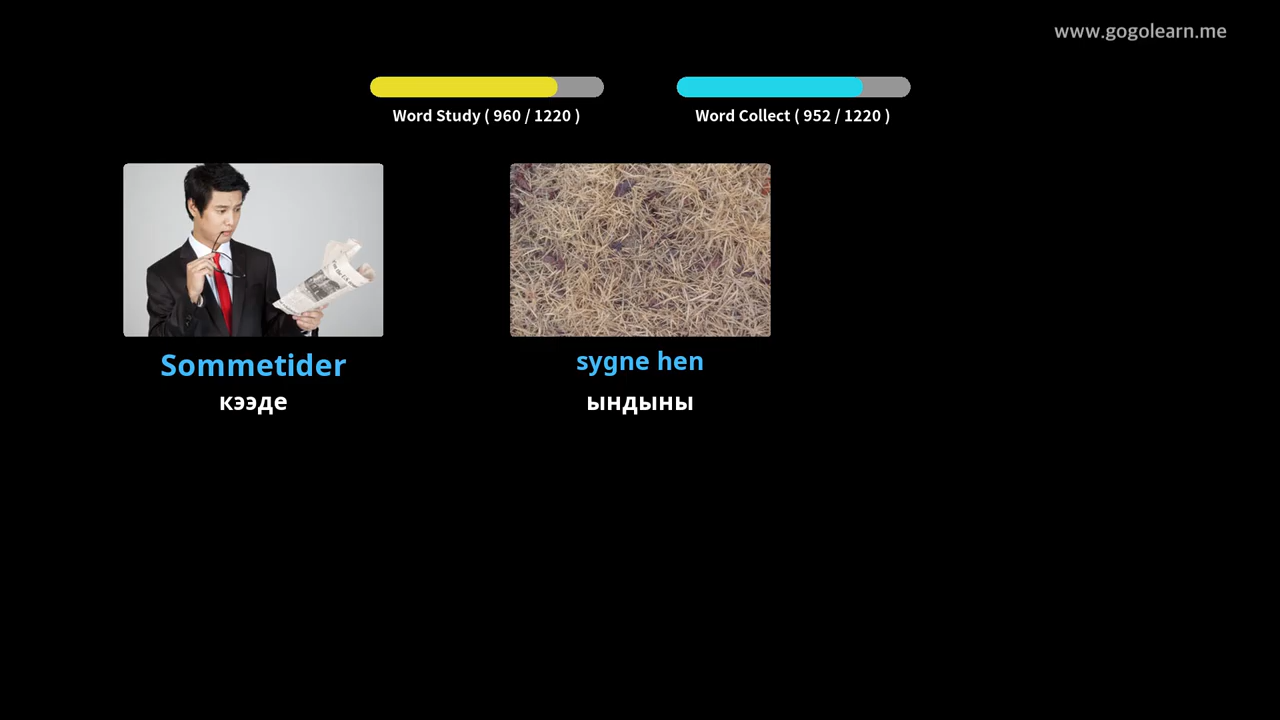 www.gogolearn.me
Word Study ( 960 / 1220 )
Word Collect ( 952 / 1220 )
Sommetider
кээде
sygne hen
ындыны